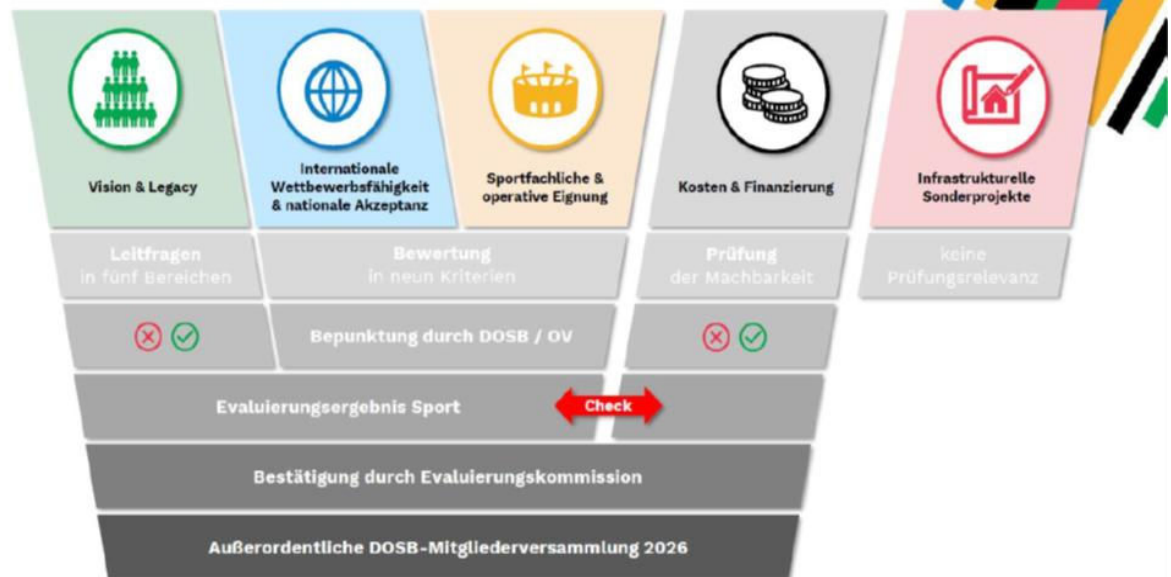 Vision & Legacy
Internationale
Wettbewerbsfähigkeit
& nationale Akzeptanz
Sportfachliche &
operative Eignung
Kosten & Finanzierung
Infrastrukturelle
Sonderprojekte
Leitfragen
in fünf Bereichen
Bewertung
in neun Kriterien
Prüfung
der Machbarkeit
keine
Prüfungsrelevanz
Bepunktung durch DOSB / OV
Evaluierungsergebnis Sport
Check
Bestätigung durch Evaluierungskommission
Außerordentliche DOSB-Mitgliederversammlung 2026